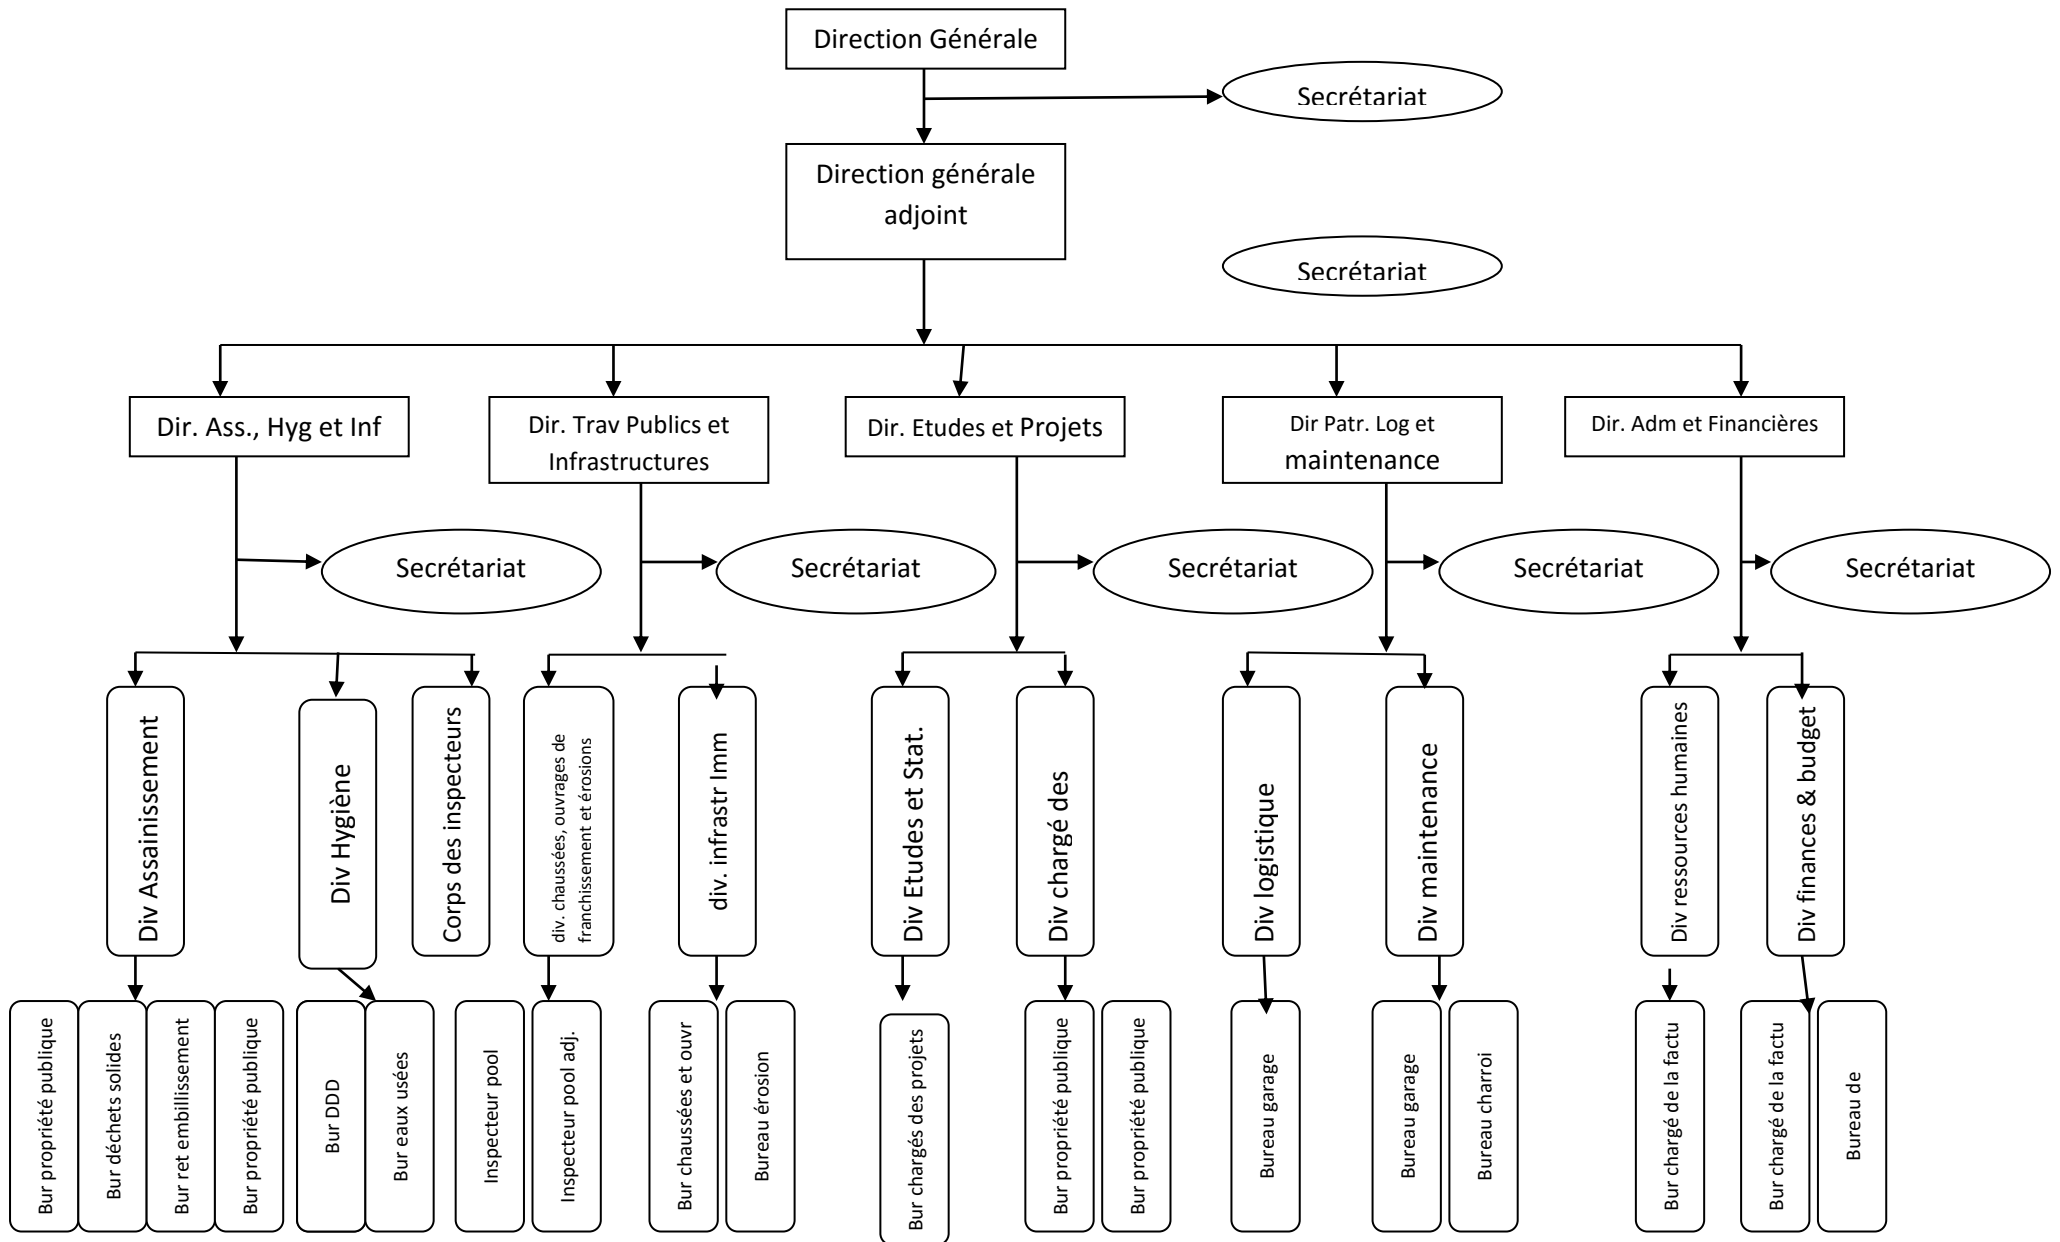 Direction Générale
Secrétariat
Direction générale
adjoint
Secrétariat
Dir. Ass., Hyg et Inf
Dir. Trav Publics et
Infrastructures
Dir. Etudes et Projets
Dir Patr. Log et
maintenance
Dir. Adm et Financières
Secrétariat
Secrétariat
Secrétariat
Secrétariat
Secrétariat
Div Assainissement
Div Hygiène
Corps des inspecteurs
div. chaussées, ouvrages de
franchissement et érosions
div. infrastr Imm
Div Etudes et Stat.
Div chargé des
Div logistique
Div maintenance
Div ressources humaines
Div finances & budget
Bur propriété publique
Bur déchets solides
Bur ret embillissement
Bur propriété publique
Bur DDD
Bur eaux usées
Inspecteur pool
Inspecteur pool adj.
Bur chaussées et ouvr
Bureau érosion
Bur chargés des projets
Bur propriété publique
Bur propriété publique
Bureau garage
Bureau garage
Bureau charroi
Bur chargé de la factu
Bur chargé de la factu
Bureau de